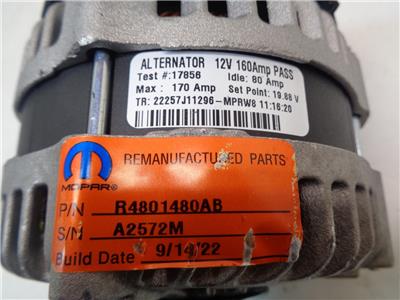 ALTERNATOR 12V 160Amp PASS
Test #:17856 Idle: 80 Amp
Max : 170 Amp Set Point: 19.88 V
TR: 22257J11296-MPRW8 11:16:20
REMANUFACTURED PARTS
MOPAR®
P/N R4801480AB
S/N A2572M
Build Date 9/14/22